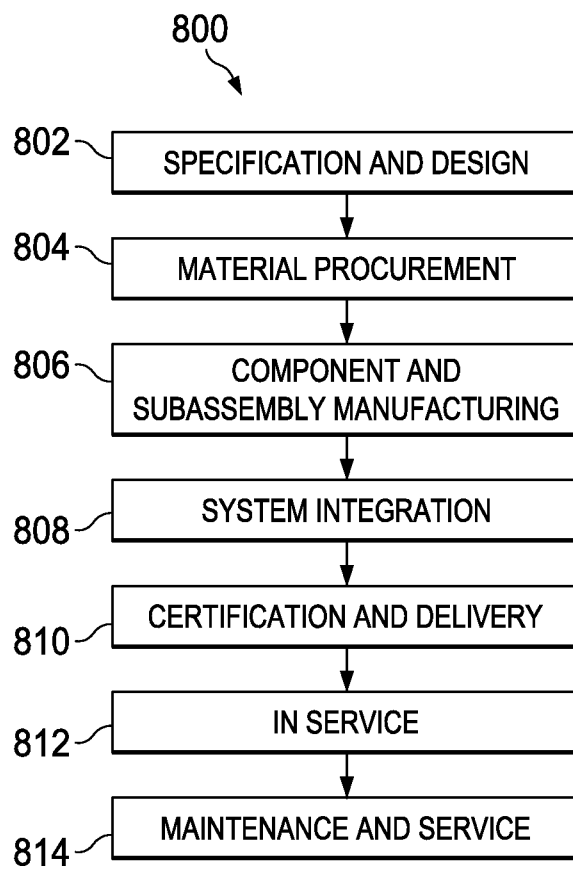 800
802
SPECIFICATION AND DESIGN
804
MATERIAL PROCUREMENT
806
COMPONENT AND
SUBASSEMBLY MANUFACTURING
808
SYSTEM INTEGRATION
810
CERTIFICATION AND DELIVERY
812
IN SERVICE
814
MAINTENANCE AND SERVICE